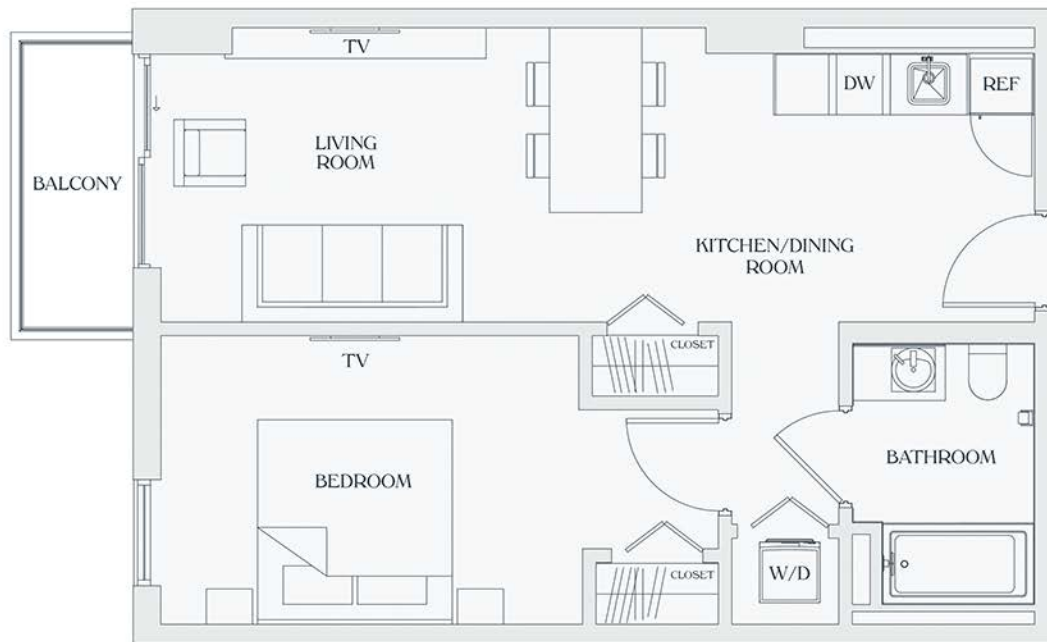 TV
DW
REF
LIVING
ROOM
BALCONY
KITCHEN/DINING
ROOM
CLOSET
TV
BATHROOM
BEDROOM
W/D
CLOSET